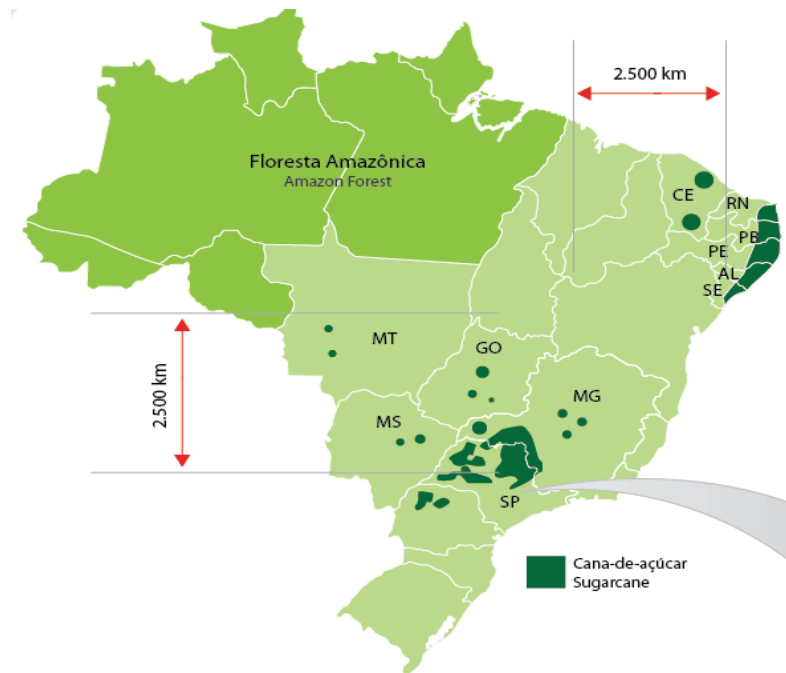 2.500 km
Floresta Amazônica
Amazon Forest
CE
RN
PB
PE
AL
SE
MT
GO
2.500 km
MG
MS
SP
Cana-de-açúcar
Sugarcane